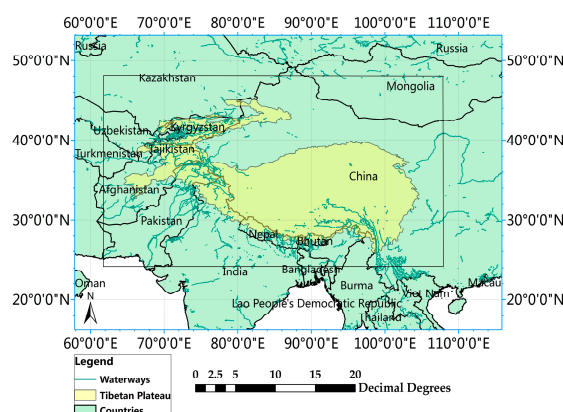 60°0'0"E 70°0'0"E 80°0'0"E 90°0'0"E 100°0'0"E 110°0'0"E
Russia Russia
50°0'0"N 50°0'0"N
Kazakhstan
Mongolia
Uzbekistan Kyrgyzstan
40°0'0"N 40°0'0"N
Turkmenistan Tajikistan
China
Afghanistan
30°0'0"N Pakistan 30°0'0"N
Nepal Bhutan
India Bangladesh
Oman Burma Macau
N Viet Nam
20°0'0"N Lao People's Democratic Republic 20°0'0"N
Thailand
60°0'0"E 70°0'0"E 80°0'0"E 90°0'0"E 100°0'0"E 110°0'0"E
Legend
Waterways
Tibetan Plateau
Countries
0 2.5 5 10 15 20
Decimal Degrees